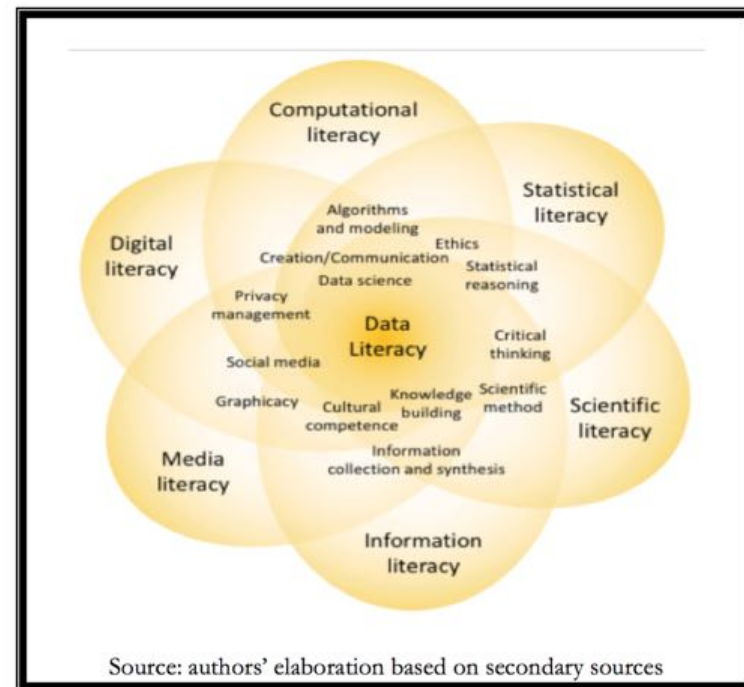 Computational
literacy
Statistical
literacy
Digital
literacy
Algorithms
and modeling
Ethics
Creation/Communication
Statistical
reasoning
Data science
Privacy
management
Data
Literacy
Critical
thinking
Social media
Graphicacy
Cultural
competence
Knowledge
building
Scientific
method
Scientific
literacy
Media
literacy
Information
collection and synthesis
Information
literacy
Source: authors' elaboration based on secondary sources